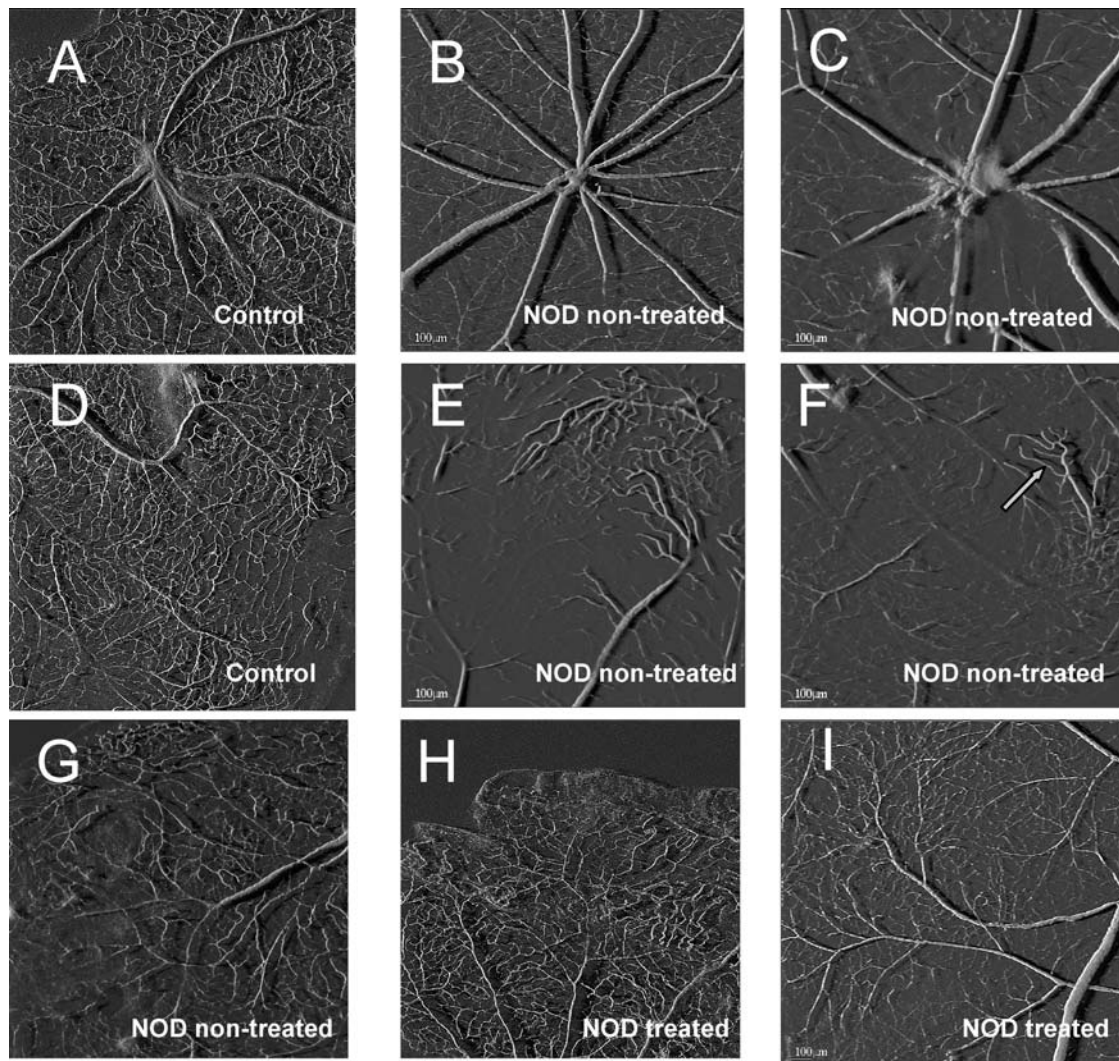 A
Control
B
100µm
NOD non-treated
C
100µm
NOD non-treated
D
Control
E
100µm
NOD non-treated
F
100µm
NOD non-treated
G
NOD non-treated
H
NOD treated
I
100µm
NOD treated